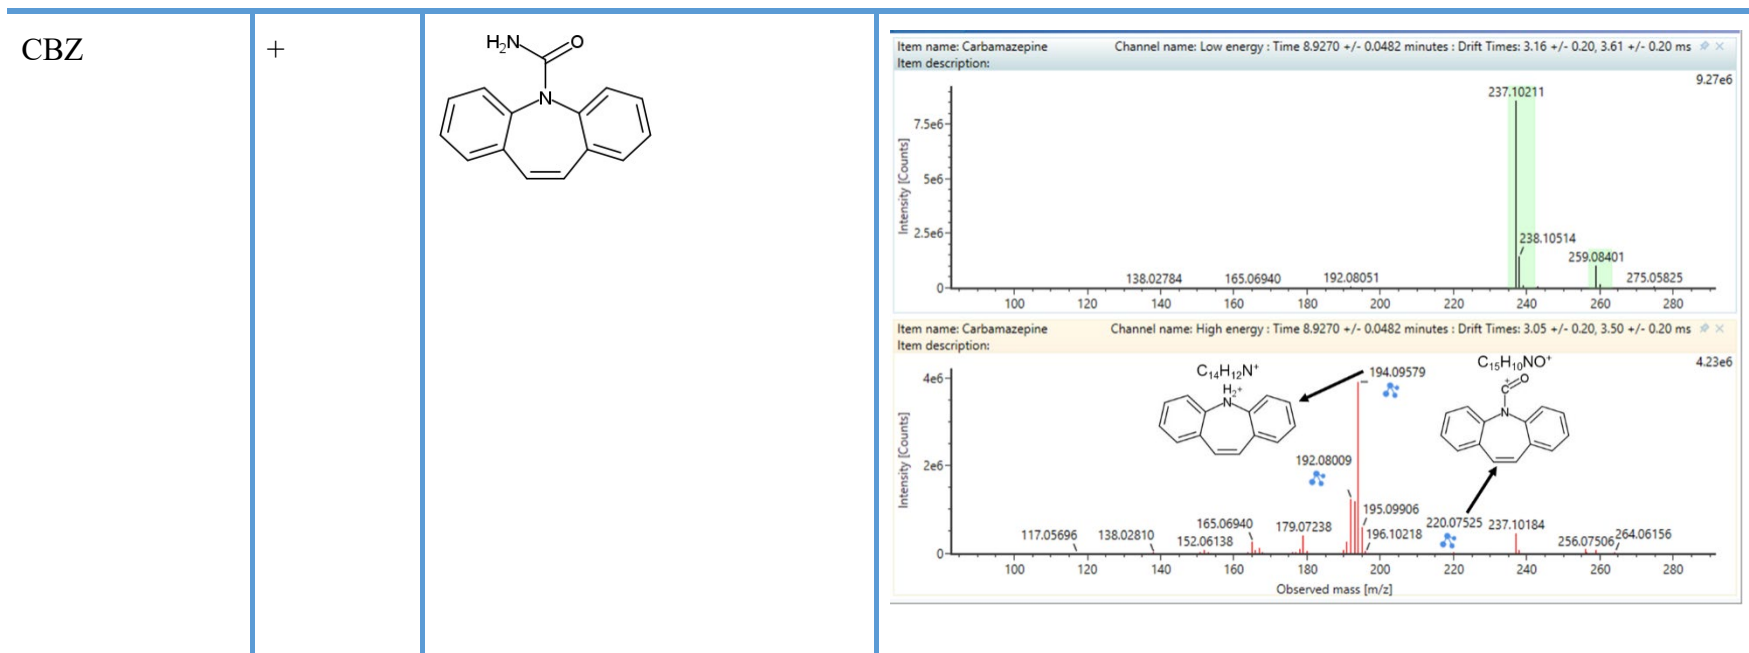 CBZ
+
H₂N
O
N
Item name: Carbamazepine
Channel name: Low energy : Time 8.9270 +/- 0.0482 minutes : Drift Times: 3.16 +/- 0.20, 3.61 +/- 0.20 ms
Item description:
9.27e6
237.10211
7.5e6
5e6
2.5e6
0
Intensity [Counts]
238.10514
259.08401
138.02784
165.06940
192.08051
275.05825
100 120 140 160 180 200 220 240 260 280
Item name: Carbamazepine
Channel name: High energy : Time 8.9270 +/- 0.0482 minutes : Drift Times: 3.05 +/- 0.20, 3.50 +/- 0.20 ms
Item description:
4.23e6
C₁₄H₁₂N⁺
H₂⁺
N
194.09579
C₁₅H₁₀NO⁺
C⁺
O
N
4e6
2e6
0
Intensity [Counts]
192.08009
195.09906
117.05696
138.02810
152.06138
165.06940
179.07238
196.10218
220.07525
237.10184
256.07506
264.06156
100 120 140 160 180 200 220 240 260 280
Observed mass [m/z]